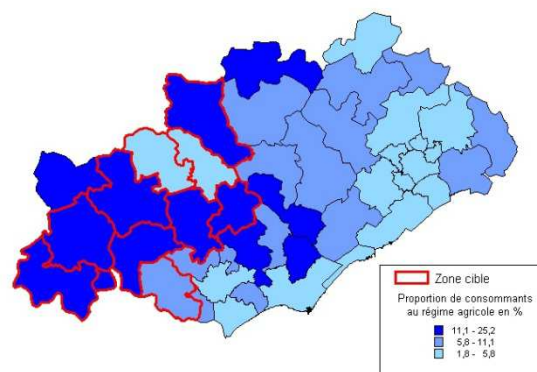 Zone cible
Proportion de consommants
au régime agricole en %
11,1 - 25,2
5,8 - 11,1
1,8 - 5,8